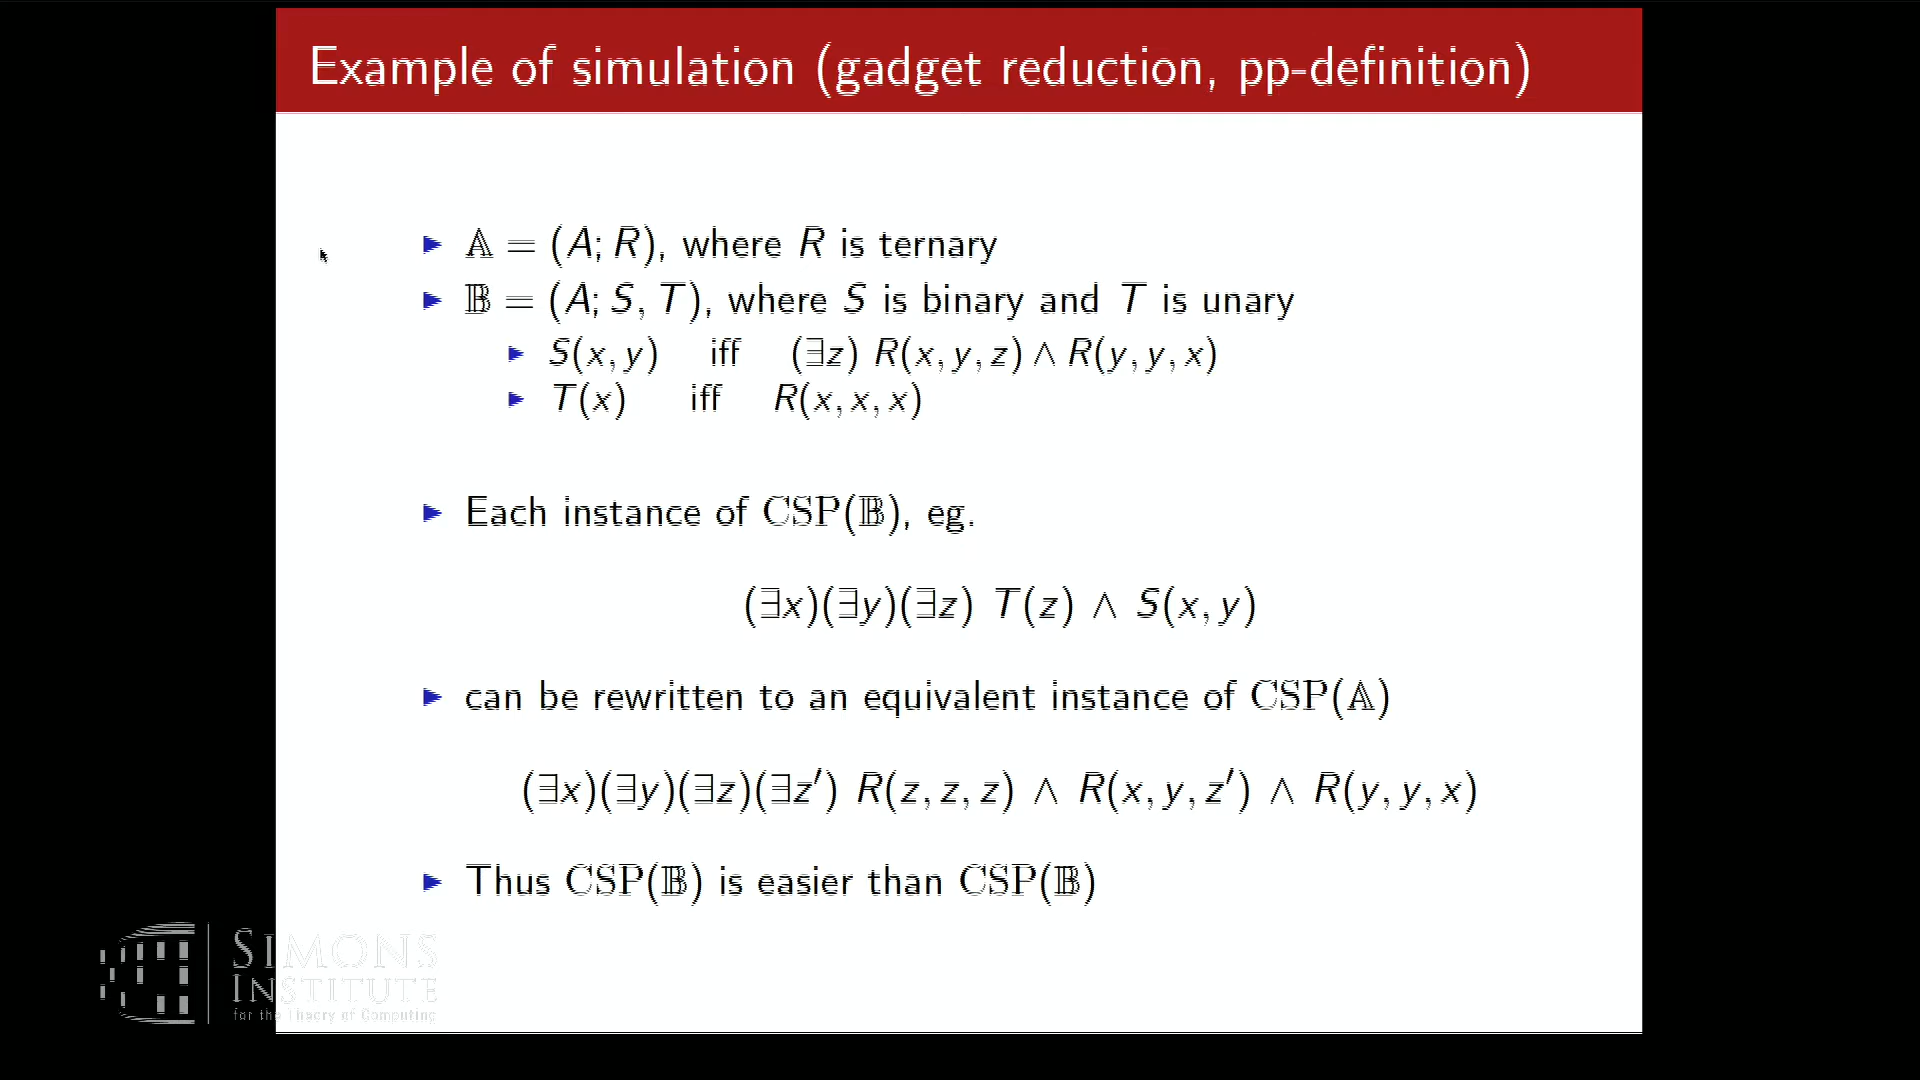 Example of simulation (gadget reduction, pp-definition)
𝔸 = (A; R), where R is ternary
𝔹 = (A; S, T), where S is binary and T is unary
S(x, y) iff (∃z) R(x, y, z) ∧ R(y, y, x)
T(x) iff R(x, x, x)
Each instance of CSP(𝔹), eg.
(∃x)(∃y)(∃z) T(z) ∧ S(x, y)
can be rewritten to an equivalent instance of CSP(𝔸)
(∃x)(∃y)(∃z)(∃z′) R(z, z, z) ∧ R(x, y, z′) ∧ R(y, y, x)
Thus CSP(𝔹) is easier than CSP(𝔹)
SIMONS
INSTITUTE
for the Theory of Computing